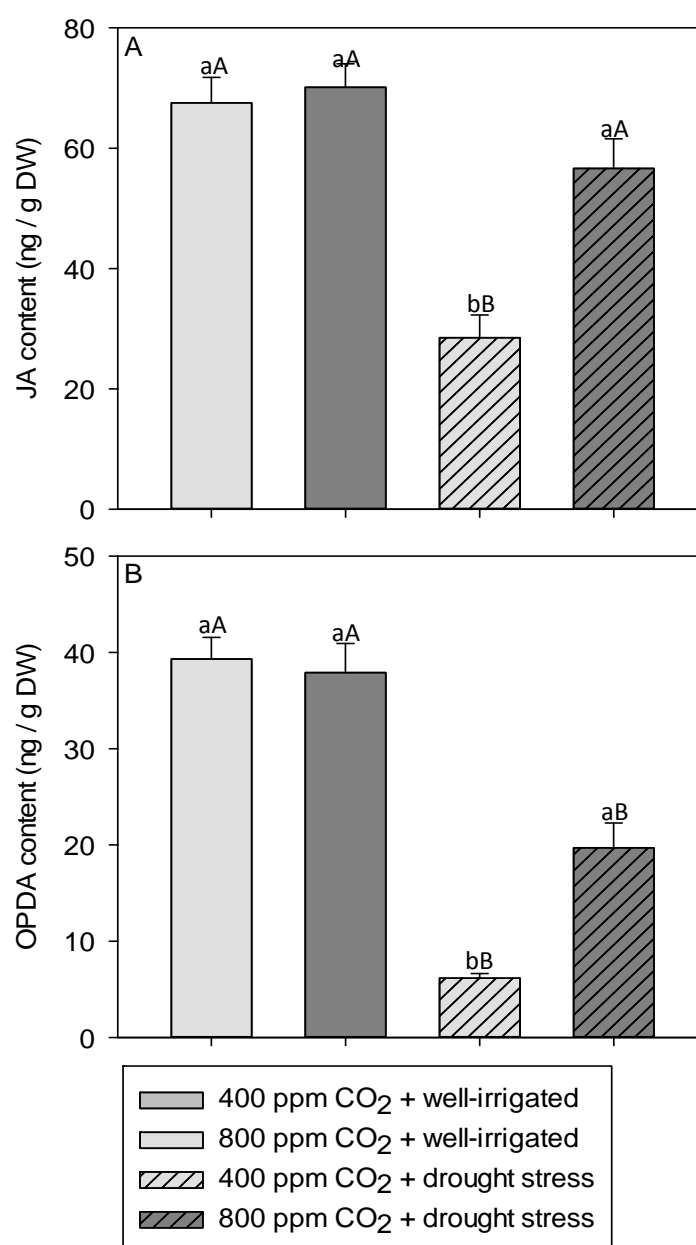 A
80
60
40
20
0
JA content (ng / g DW)
aA
aA
bB
aA
B
50
40
30
20
10
0
OPDA content (ng / g DW)
aA
aA
bB
aB
400 ppm CO2 + well-irrigated
800 ppm CO2 + well-irrigated
400 ppm CO2 + drought stress
800 ppm CO2 + drought stress